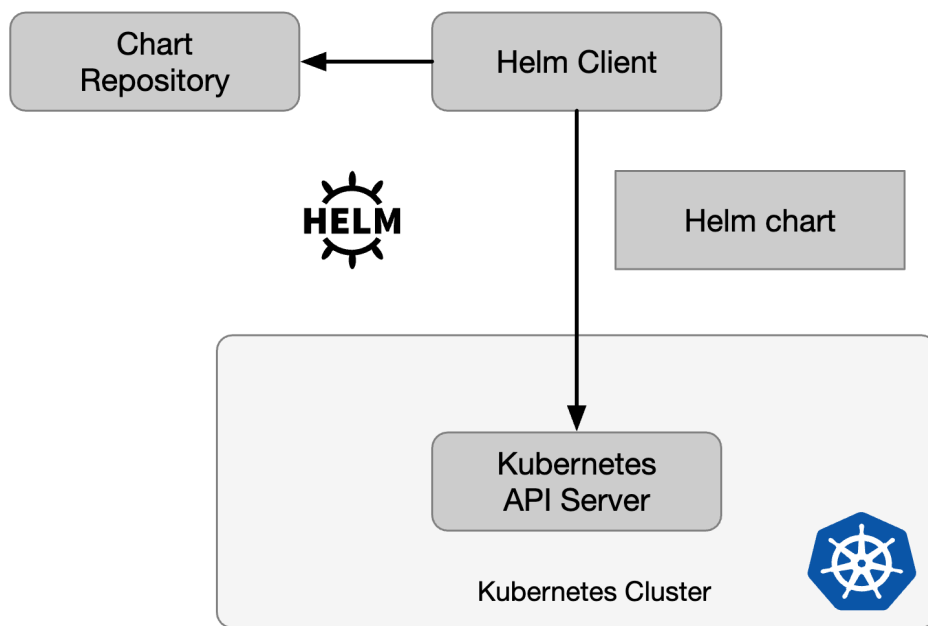 Chart
Repository
Helm Client
HELM
Helm chart
Kubernetes
API Server
Kubernetes Cluster